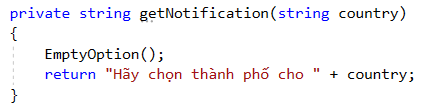 private string getNotification(string country)
{
    EmptyOption();
    return "Hãy chọn thành phố cho " + country;
}